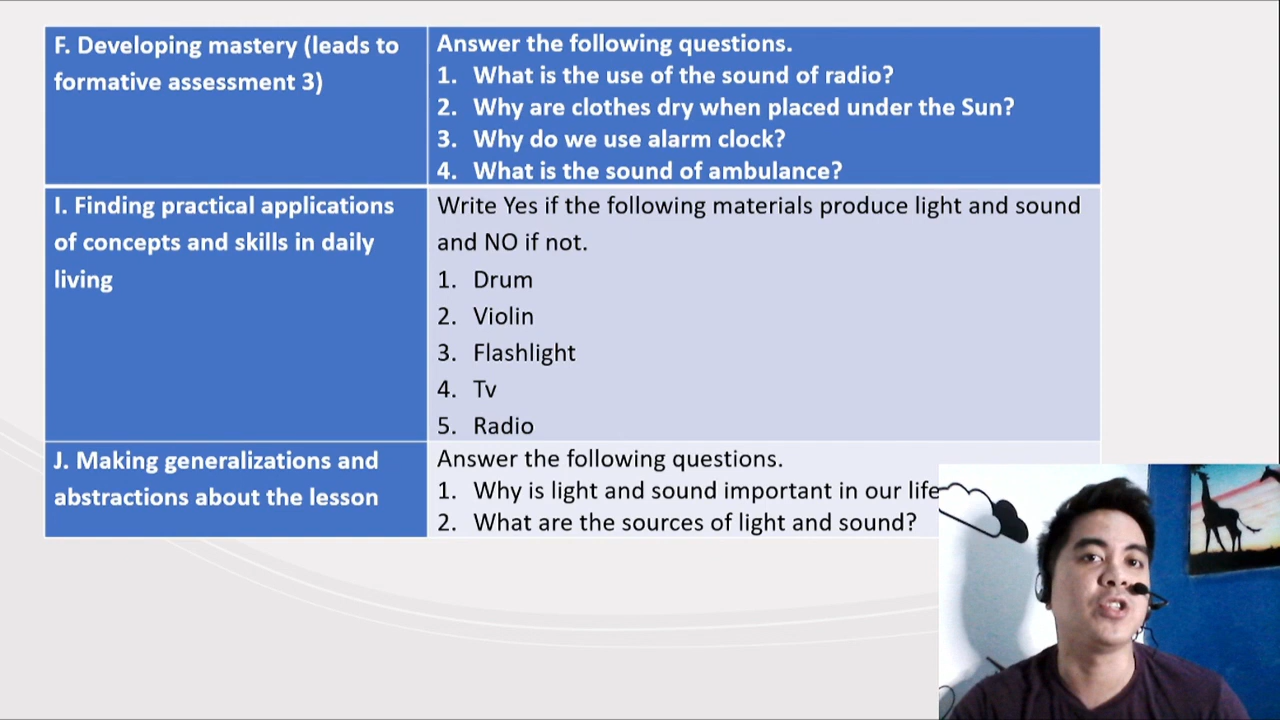 F. Developing mastery (leads to
formative assessment 3)
Answer the following questions.
1. What is the use of the sound of radio?
2. Why are clothes dry when placed under the Sun?
3. Why do we use alarm clock?
4. What is the sound of ambulance?
I. Finding practical applications
of concepts and skills in daily
living
Write Yes if the following materials produce light and sound
and NO if not.
1. Drum
2. Violin
3. Flashlight
4. Tv
5. Radio
J. Making generalizations and
abstractions about the lesson
Answer the following questions.
1. Why is light and sound important in our life
2. What are the sources of light and sound?